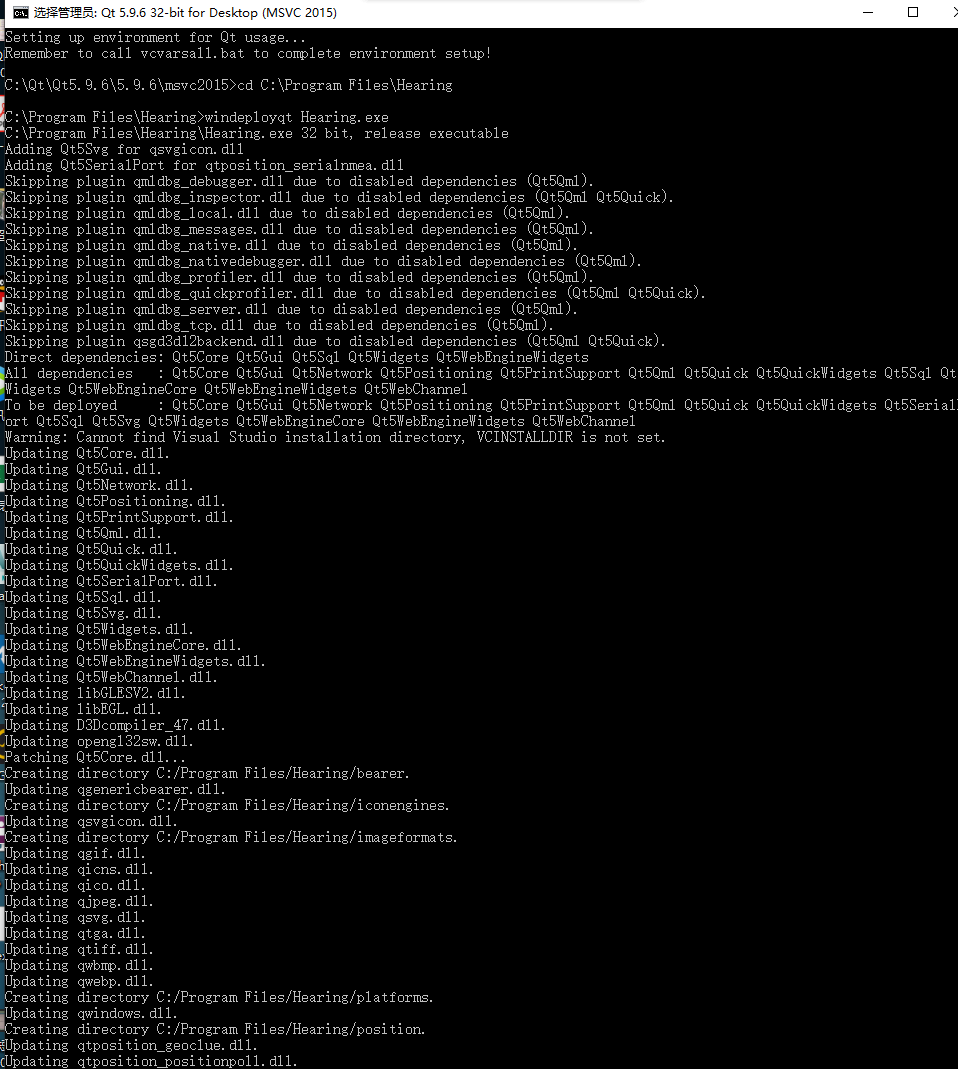 选择管理员: Qt 5.9.6 32-bit for Desktop (MSVC 2015)
Setting up environment for Qt usage...
Remember to call vcvarsall.bat to complete environment setup!
C:\Qt\Qt5.9.6\5.9.6\msvc2015>cd C:\Program Files\Hearing
C:\Program Files\Hearing>windeployqt Hearing.exe
C:\Program Files\Hearing\Hearing.exe 32 bit, release executable
Adding Qt5Svg for qsvgicon.dll
Adding Qt5SerialPort for qtposition_serialnmea.dll
Skipping plugin qmldbg_debugger.dll due to disabled dependencies (Qt5Qml).
Skipping plugin qmldbg_inspector.dll due to disabled dependencies (Qt5Qml Qt5Quick).
Skipping plugin qmldbg_local.dll due to disabled dependencies (Qt5Qml).
Skipping plugin qmldbg_messages.dll due to disabled dependencies (Qt5Qml).
Skipping plugin qmldbg_native.dll due to disabled dependencies (Qt5Qml).
Skipping plugin qmldbg_nativedebugger.dll due to disabled dependencies (Qt5Qml).
Skipping plugin qmldbg_profiler.dll due to disabled dependencies (Qt5Qml).
Skipping plugin qmldbg_quickprofiler.dll due to disabled dependencies (Qt5Qml Qt5Quick).
Skipping plugin qmldbg_server.dll due to disabled dependencies (Qt5Qml).
Skipping plugin qmldbg_tcp.dll due to disabled dependencies (Qt5Qml).
Skipping plugin qsgd3d12backend.dll due to disabled dependencies (Qt5Qml Qt5Quick).
Direct dependencies: Qt5Core Qt5Gui Qt5Sql Qt5Widgets Qt5WebEngineWidgets
All dependencies   : Qt5Core Qt5Gui Qt5Network Qt5Positioning Qt5PrintSupport Qt5Qml Qt5Quick Qt5QuickWidgets Qt5Sql Qt
Widgets Qt5WebEngineCore Qt5WebEngineWidgets Qt5WebChannel
To be deployed     : Qt5Core Qt5Gui Qt5Network Qt5Positioning Qt5PrintSupport Qt5Qml Qt5Quick Qt5QuickWidgets Qt5Serial
ort Qt5Sql Qt5Svg Qt5Widgets Qt5WebEngineCore Qt5WebEngineWidgets Qt5WebChannel
Warning: Cannot find Visual Studio installation directory, VCINSTALLDIR is not set.
Updating Qt5Core.dll.
Updating Qt5Gui.dll.
Updating Qt5Network.dll.
Updating Qt5Positioning.dll.
Updating Qt5PrintSupport.dll.
Updating Qt5Qml.dll.
Updating Qt5Quick.dll.
Updating Qt5QuickWidgets.dll.
Updating Qt5SerialPort.dll.
Updating Qt5Sql.dll.
Updating Qt5Svg.dll.
Updating Qt5Widgets.dll.
Updating Qt5WebEngineCore.dll.
Updating Qt5WebEngineWidgets.dll.
Updating Qt5WebChannel.dll.
Updating libGLESV2.dll.
Updating libEGL.dll.
Updating D3Dcompiler_47.dll.
Updating opengl32sw.dll.
Patching Qt5Core.dll...
Creating directory C:/Program Files/Hearing/bearer.
Updating qgenericbearer.dll.
Creating directory C:/Program Files/Hearing/iconengines.
Updating qsvgicon.dll.
Creating directory C:/Program Files/Hearing/imageformats.
Updating qgif.dll.
Updating qicns.dll.
Updating qico.dll.
Updating qjpeg.dll.
Updating qsvg.dll.
Updating qtga.dll.
Updating qtiff.dll.
Updating qwbmp.dll.
Updating qwebp.dll.
Creating directory C:/Program Files/Hearing/platforms.
Updating qwindows.dll.
Creating directory C:/Program Files/Hearing/position.
Updating qtposition_geoclue.dll.
Updating qtposition_positionpoll.dll.